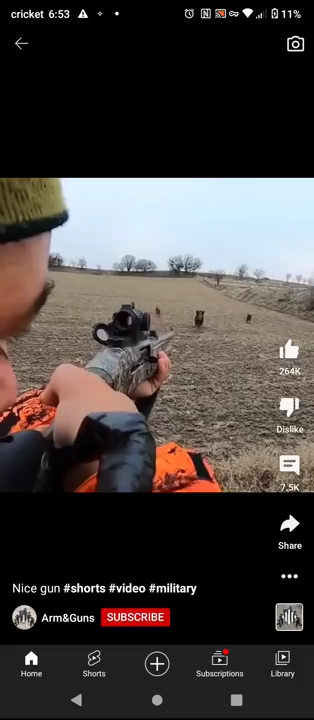 cricket 6:53
11%
264K
Dislike
7.5K
Share
Nice gun #shorts #video #military
Arm&Guns SUBSCRIBE
Home Shorts Subscriptions Library